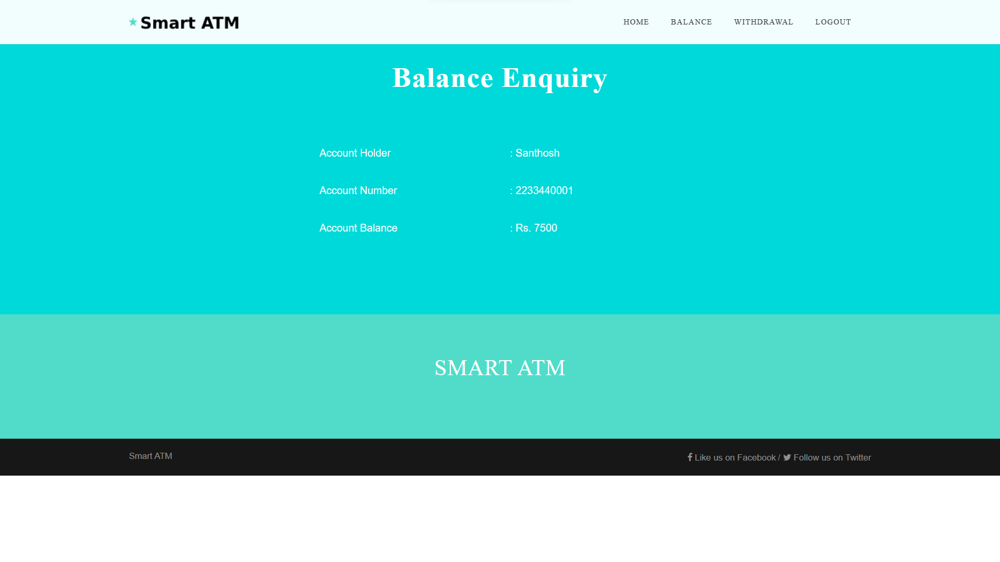 Smart ATM
HOME BALANCE WITHDRAWAL LOGOUT
Balance Enquiry
Account Holder : Santhosh
Account Number : 2233440001
Account Balance : Rs. 7500
SMART ATM
Smart ATM
Like us on Facebook / Follow us on Twitter